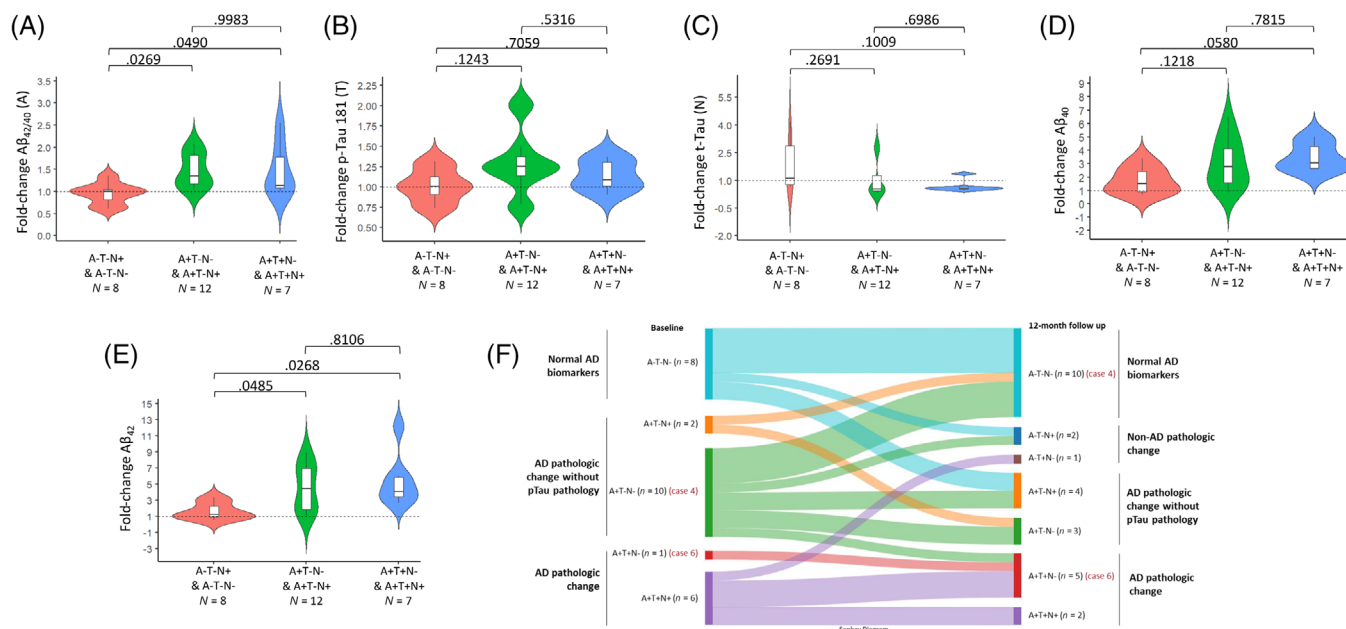 (A)
.9983
.0490
.0269
Fold-change Aβ42/40 (A)
3.5
3.0
2.5
2.0
1.5
1.0
0.5
0.0
A-T-N+
& A-T-N-
N = 8
A+T-N-
& A+T-N+
N = 12
A+T+N-
& A+T+N+
N = 7
(B)
.5316
.7059
.1243
Fold-change p-Tau 181 (T)
2.25
2.00
1.75
1.50
1.25
1.00
0.75
0.50
A-T-N+
& A-T-N-
N = 8
A+T-N-
& A+T-N+
N = 12
A+T+N-
& A+T+N+
N = 7
(C)
.6986
.1009
.2691
Fold-change t-Tau (N)
5.5
4.0
2.5
1.0
-0.5
-2.0
A-T-N+
& A-T-N-
N = 8
A+T-N-
& A+T-N+
N = 12
A+T+N-
& A+T+N+
N = 7
(D)
.7815
.0580
.1218
Fold-change Aβ40
9
8
7
6
5
4
3
2
1
0
-1
-2
A-T-N+
& A-T-N-
N = 8
A+T-N-
& A+T-N+
N = 12
A+T+N-
& A+T+N+
N = 7
(E)
.8106
.0268
.0485
Fold-change Aβ42
15
13
11
9
7
5
3
1
-1
-3
A-T-N+
& A-T-N-
N = 8
A+T-N-
& A+T-N+
N = 12
A+T+N-
& A+T+N+
N = 7
(F)
Baseline
12-month follow up
Normal AD
biomarkers
A-T-N- (n = 8)
A+T-N+ (n = 2)
AD pathologic
change without
pTau pathology
A+T-N- (n = 10) (case 4)
A+T+N- (n = 1) (case 6)
AD pathologic
change
A+T+N+ (n = 6)
A-T-N- (n = 10) (case 4)
Normal AD
biomarkers
A-T-N+ (n =2)
A-T+N- (n = 1)
Non-AD pathologic
change
A+T-N+ (n = 4)
A+T-N- (n = 3)
AD pathologic
change without
pTau pathology
A+T+N- (n = 5) (case 6)
A+T+N+ (n = 2)
AD pathologic
change